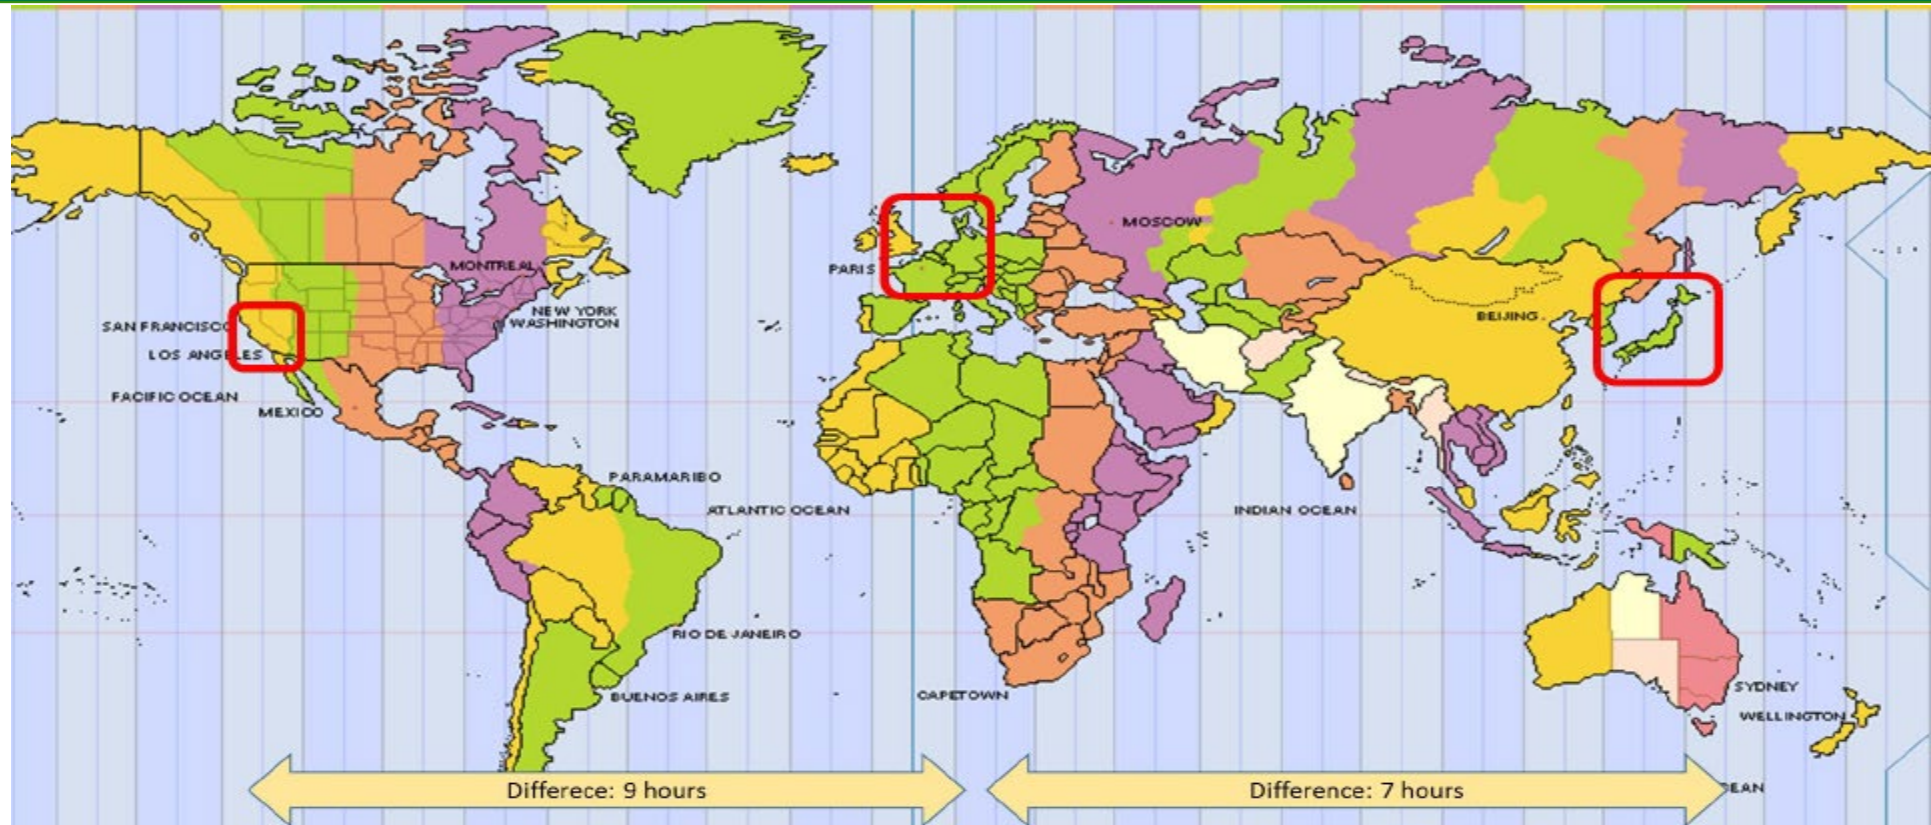 MOSCOW
MONTREAL
PARIS
NEW YORK
WASHINGTON
BEIJING
SAN FRANCISCO
LOS ANGELES
PACIFIC OCEAN
MEXICO
PARAMARIBO
ATLANTIC OCEAN
INDIAN OCEAN
RIO DE JANEIRO
SYDNEY
BUENOS AIRES
CAPETOWN
WELLINGTON
Differece: 9 hours
Difference: 7 hours
EAN